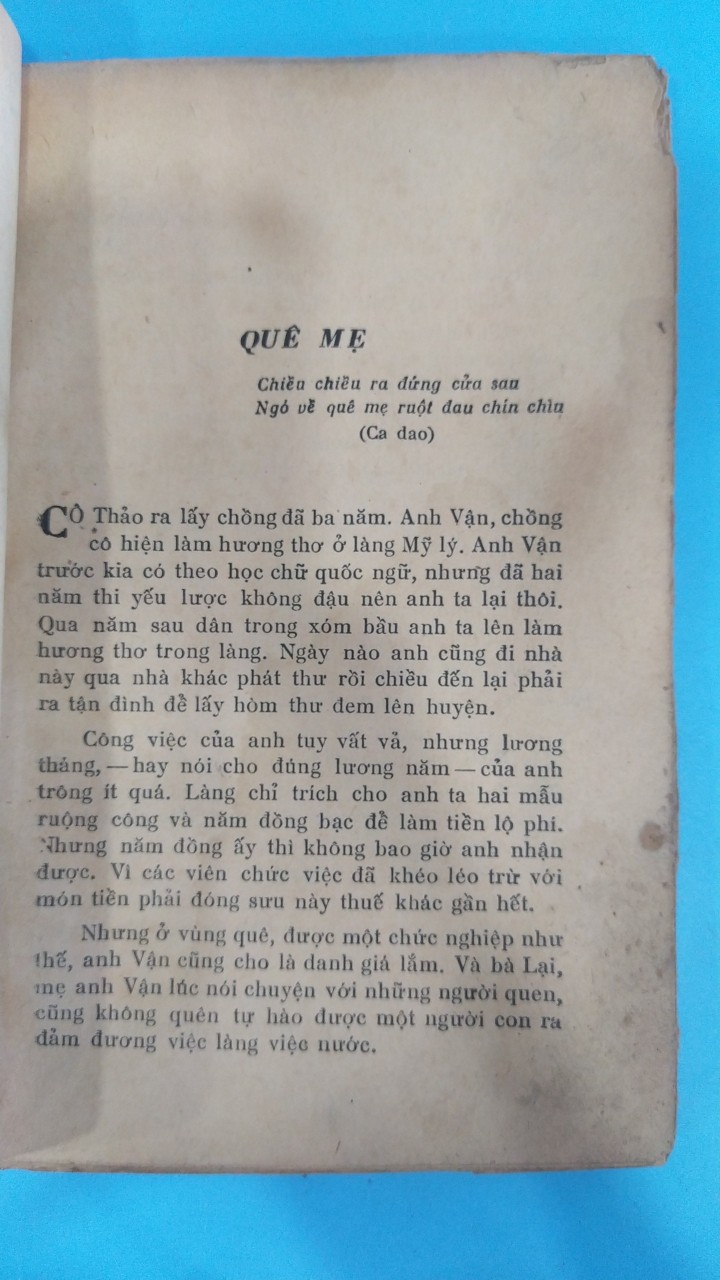 QUÊ MẸ
Chiều chiều ra đứng cửa sau
Ngó về quê mẹ ruột đau chín chìu
(Ca dao)
CÔ Thảo ra lấy chồng đã ba năm. Anh Vận, chồng
cô hiện làm hương thơ ở làng Mỹ lý. Anh Vận
trước kia có theo học chữ quốc ngữ, nhưng đã hai
năm thi yếu lược không đậu nên anh ta lại thôi.
Qua năm sau dân trong xóm bầu anh ta lên làm
hương thơ trong làng. Ngày nào anh cũng đi nhà
này qua nhà khác phát thư rồi chiều đến lại phải
ra tận đình để lấy hòm thư đem lên huyện.
Công việc của anh tuy vất vả, nhưng lương
tháng, — hay nói cho đúng lương năm — của anh
trông ít quá. Làng chỉ trích cho anh ta hai mẫu
ruộng công và năm đồng bạc để làm tiền lộ phí.
Nhưng năm đồng ấy thì không bao giờ anh nhận
được. Vì các viên chức việc đã khéo léo trừ với
món tiền phải đóng sưu này thuế khác gần hết.
Nhưng ở vùng quê, được một chức nghiệp như
thế, anh Vận cũng cho là danh giá lắm. Và bà Lại,
mẹ anh Vận lúc nói chuyện với những người quen,
cũng không quên tự hào được một người con ra
đảm đương việc làng việc nước.